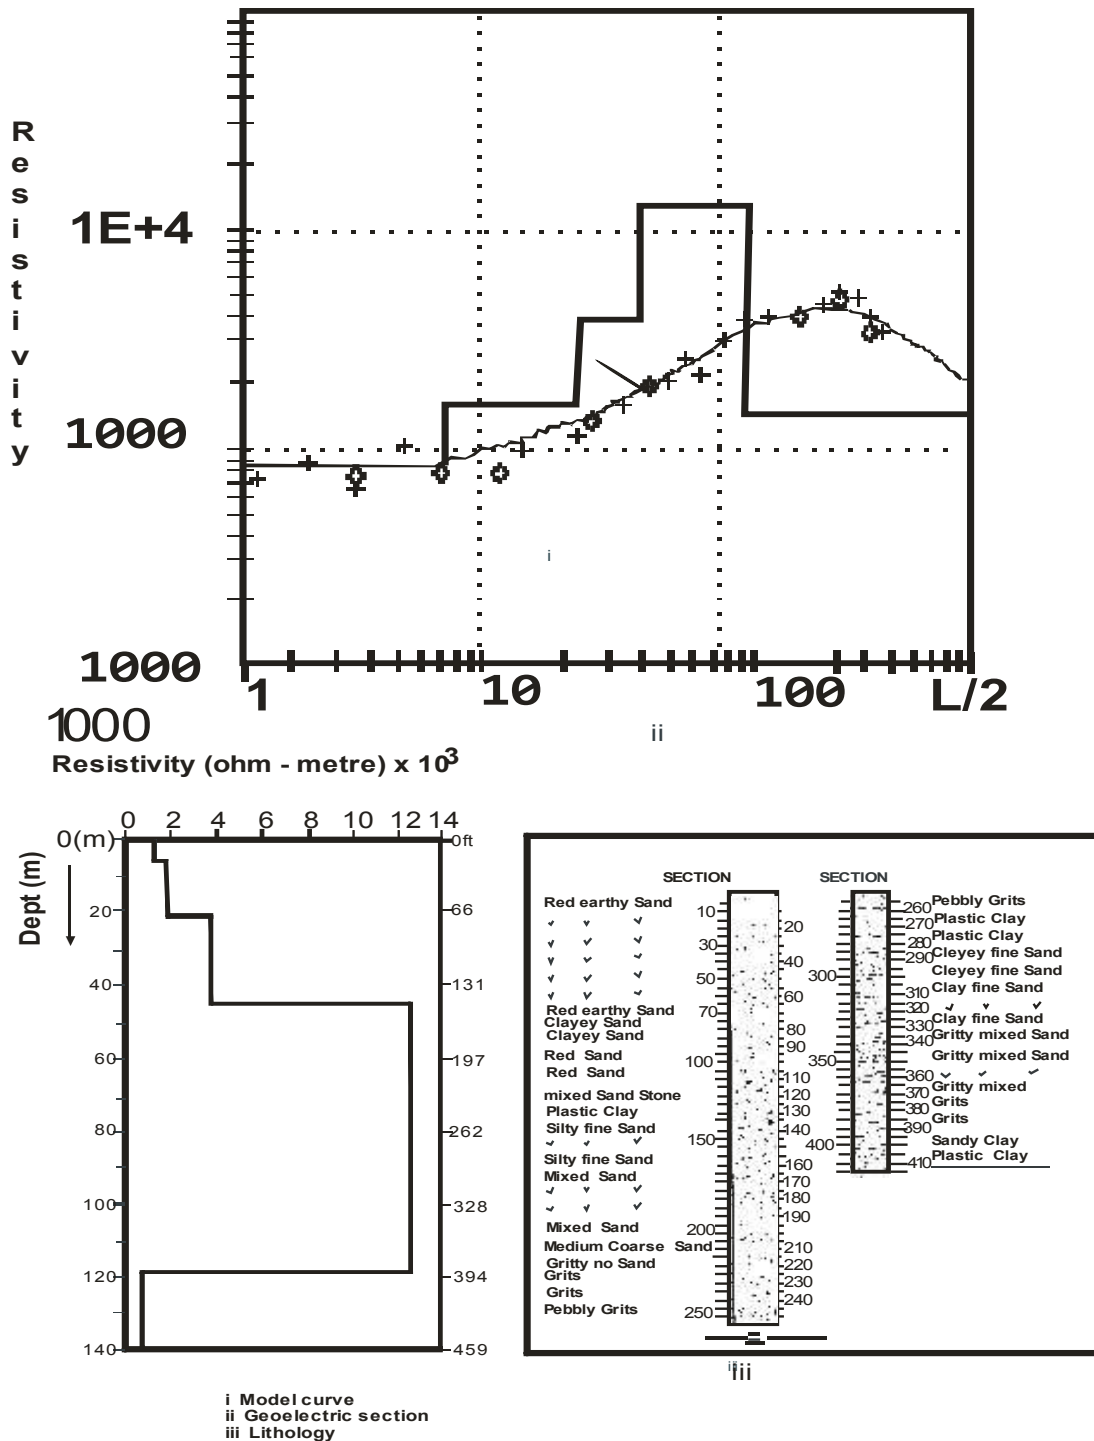 Resistivity
1E+4
1000
1000
1 10 100 L/2
1000
i
ii
Resistivity (ohm - metre) x 10³
0 2 4 6 8 10 12 14
0(m)
0ft
Dept (m)
20 66
40 131
60 197
80 262
100 328
120 394
140 459
SECTION
Red earthy Sand
Red earthy Sand
Clayey Sand
Clayey Sand
Red Sand
Red Sand
mixed Sand Stone
Plastic Clay
Silty fine Sand
Silty fine Sand
Mixed Sand
Mixed Sand
Medium Coarse Sand
Gritty no Sand
Grits
Grits
Pebbly Grits
10
30
50
70
100
150
200
250
20
40
60
80
90
110
120
130
140
160
170
180
190
210
220
230
240
SECTION
300
350
400
260
270
280
290
310
320
330
340
360
370
380
390
410
Pebbly Grits
Plastic Clay
Plastic Clay
Cleyey fine Sand
Cleyey fine Sand
Clay fine Sand
Clay fine Sand
Gritty mixed Sand
Gritty mixed Sand
Gritty mixed
Grits
Grits
Sandy Clay
Plastic Clay
iii
i Model curve
ii Geoelectric section
iii Lithology